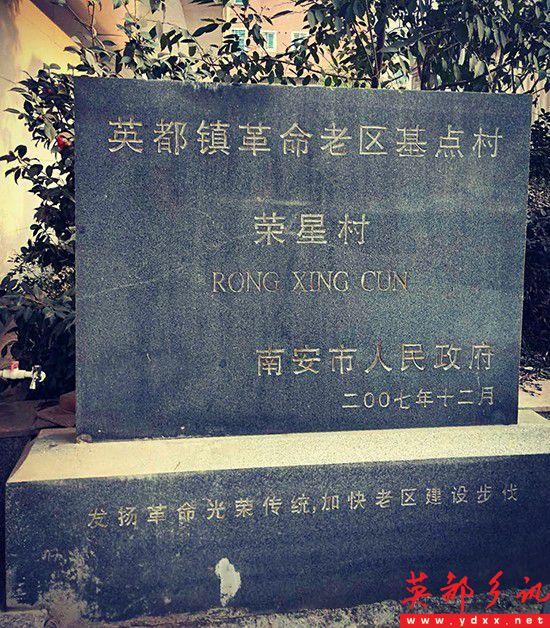 英都镇革命老区基点村
荣星村
RONG XING CUN
南安市人民政府
二〇〇七年十二月
发扬革命光荣传统,加快老区建设步伐
英都乡讯
www.ydxx.net